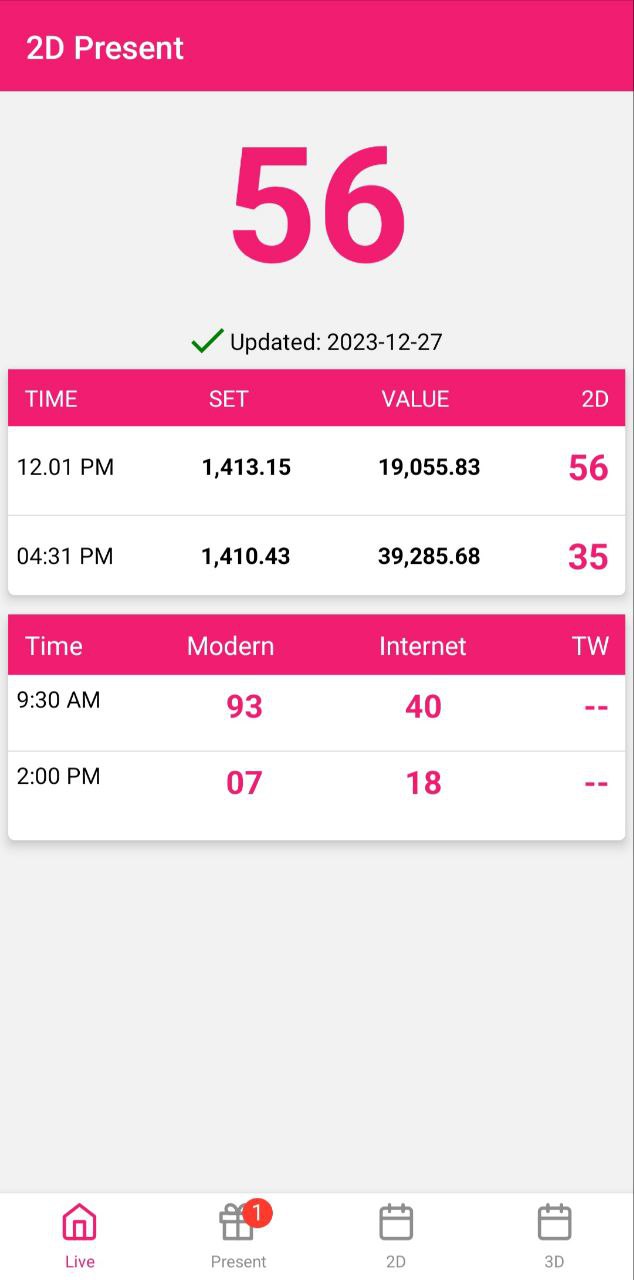 2D Present
56
Updated: 2023-12-27
TIME SET VALUE 2D
12.01 PM 1,413.15 19,055.83 56
04:31 PM 1,410.43 39,285.68 35
Time Modern Internet TW
9:30 AM 93 40 --
2:00 PM 07 18 --
1
Live Present 2D 3D